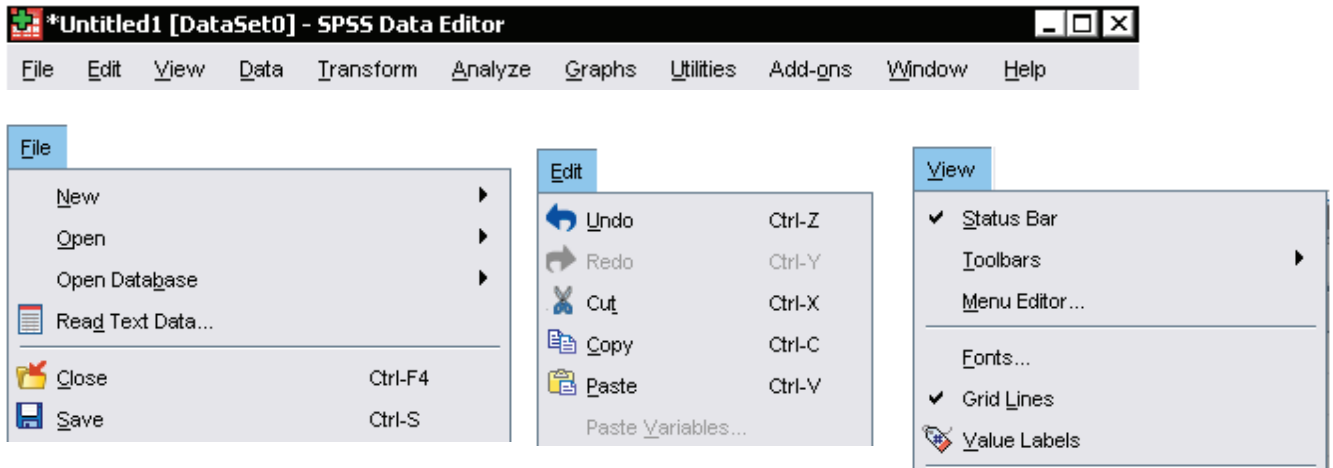 *Untitled1 [DataSet0] - SPSS Data Editor
File Edit View Data Transform Analyze Graphs Utilities Add-ons Window Help
File
New
Open
Open Database
Read Text Data...
Close Ctrl-F4
Save Ctrl-S
Edit
Undo Ctrl-Z
Redo Ctrl-Y
Cut Ctrl-X
Copy Ctrl-C
Paste Ctrl-V
Paste Variables...
View
Status Bar
Toolbars
Menu Editor...
Fonts...
Grid Lines
Value Labels